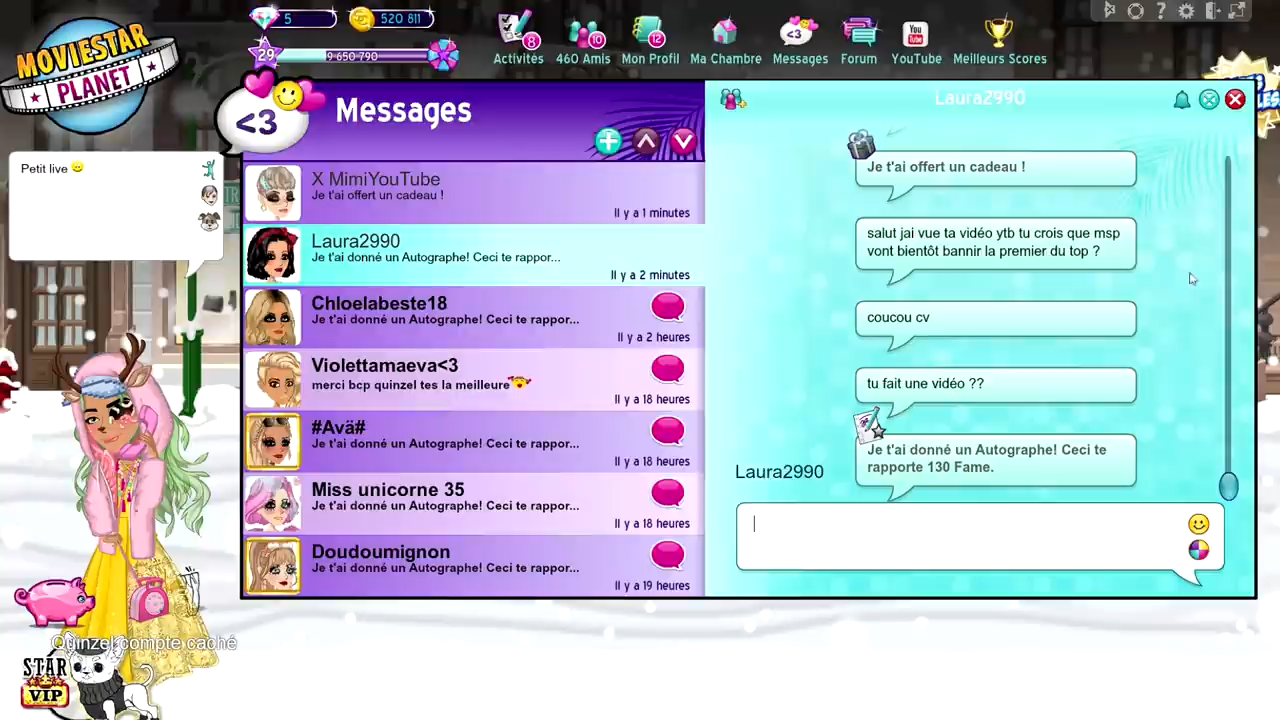 5
520 811
29
9 650 790
8
10
12
<3
Activités
460 Amis
Mon Profil
Ma Chambre
Messages
Forum
You
Tube
YouTube
Meilleurs Scores
MOVIESTAR
PLANET
Petit live
<3
Messages
X MimiYouTube
Je t'ai offert un cadeau !
Il y a 1 minutes
Laura2990
Je t'ai donné un Autographe! Ceci te rappor...
Il y a 2 minutes
Chloelabeste18
Je t'ai donné un Autographe! Ceci te rappor...
Il y a 2 heures
Violettamaeva<3
merci bcp quinzel tes la meilleure
Il y a 18 heures
#Avä#
Je t'ai donné un Autographe! Ceci te rappor...
Il y a 18 heures
Miss unicorne 35
Je t'ai donné un Autographe! Ceci te rappor...
Il y a 18 heures
Doudoumignon
Je t'ai donné un Autographe! Ceci te rappor...
Il y a 19 heures
Laura2990
Je t'ai offert un cadeau !
salut jai vue ta vidéo ytb tu crois que msp
vont bientôt bannir la premier du top ?
coucou cv
tu fait une vidéo ??
Je t'ai donné un Autographe! Ceci te
rapporte 130 Fame.
Laura2990
Quinzel compte caché
STAR
VIP